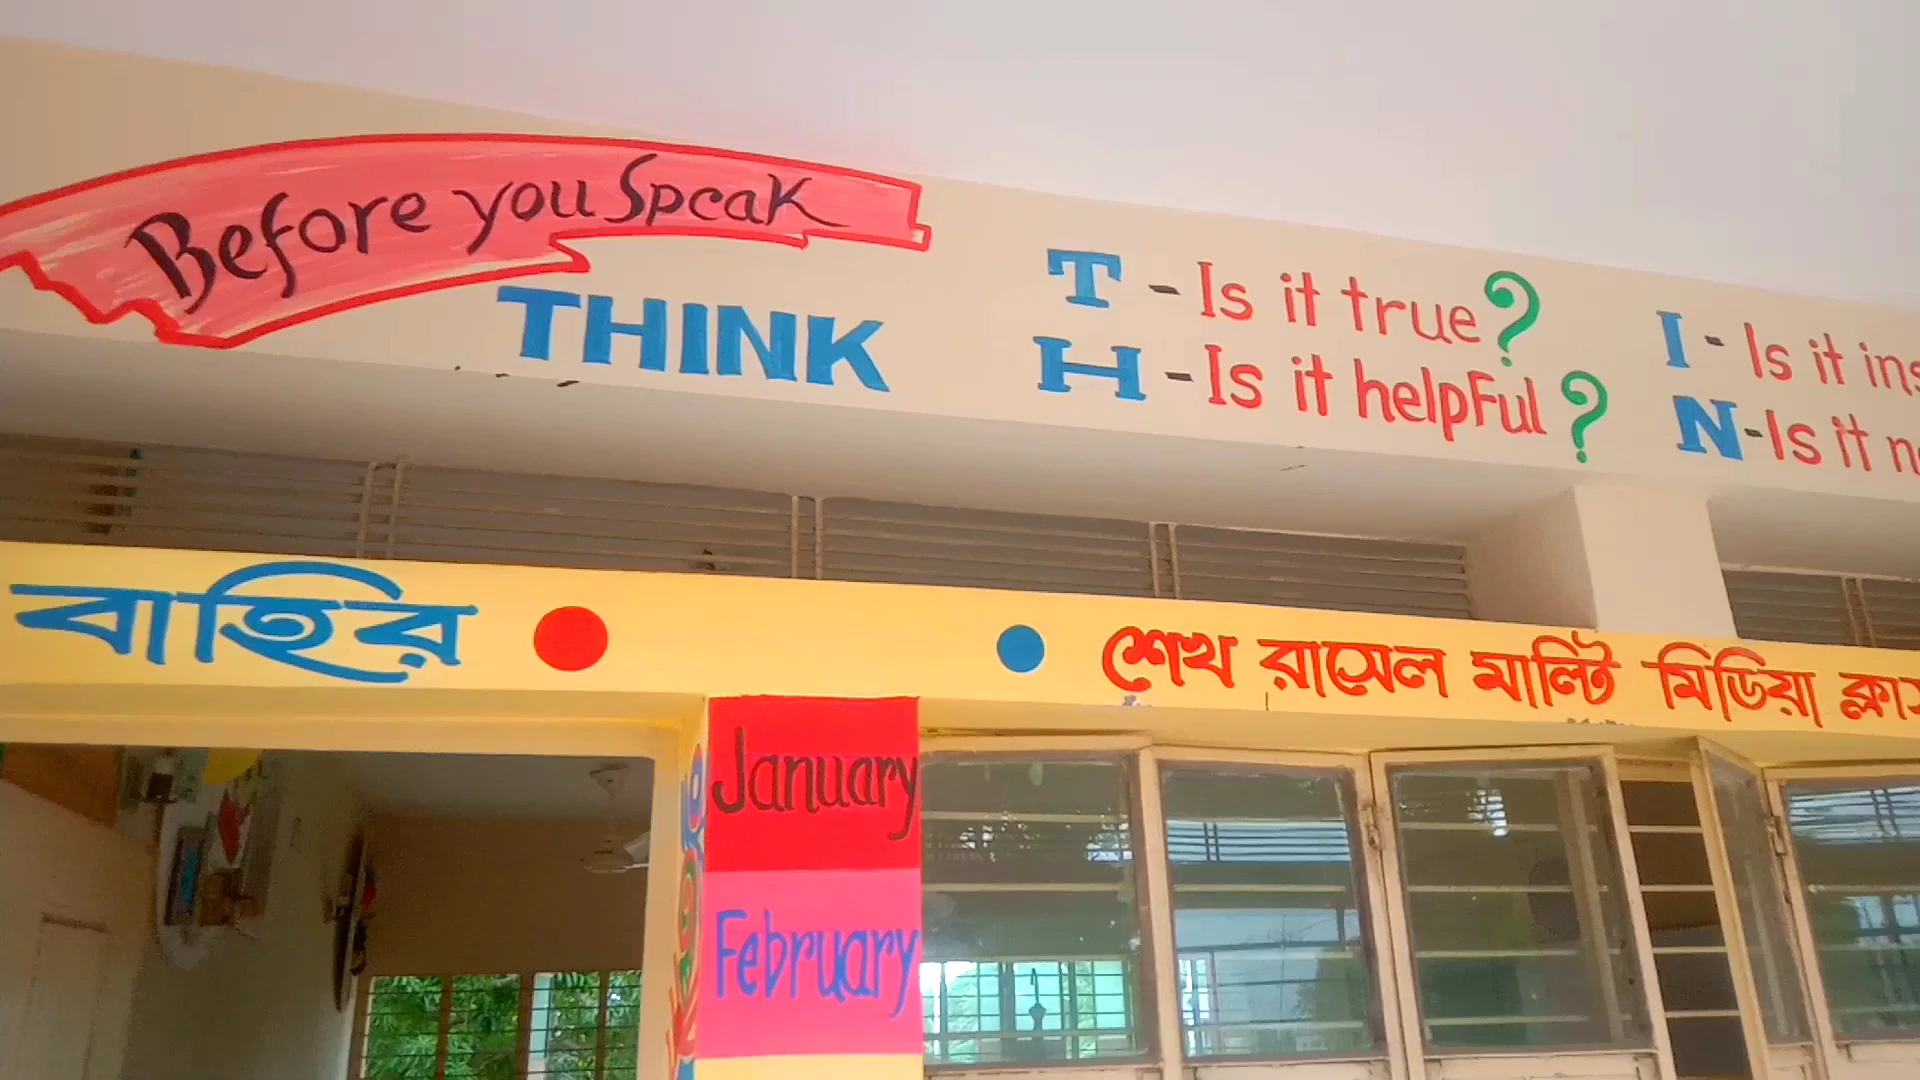 Before you Speak
THINK
T - Is it true?
H - Is it helpful?
I - Is it
N - Is it
বাহির
শেখ রাসেল মাল্টি মিডিয়া
January
February